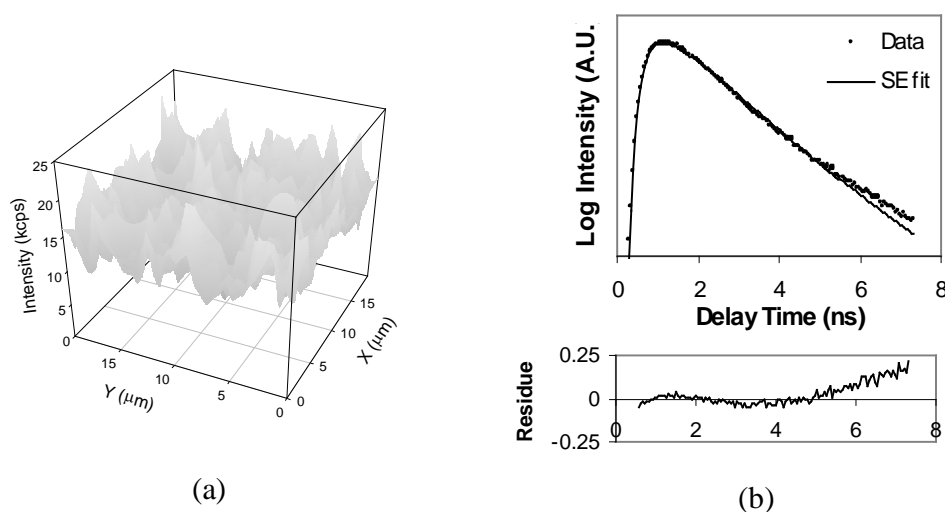 25
20
15
10
5
0
Intensity (kcps)
15
10
5
0
Y (μm)
15
10
5
0
X (μm)
(a)
Log Intensity (A.U.
Data
SE fit
0
2
4
6
8
Delay Time (ns)
0.25
0
-0.25
Residue
0
2
4
6
8
(b)